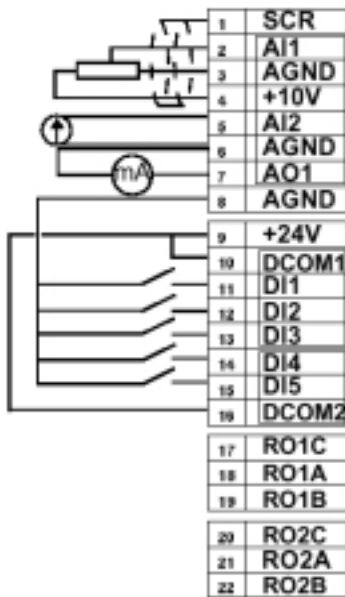 1 SCR
2 AI1
3 AGND
4 +10V
5 AI2
6 AGND
mA
7 AO1
8 AGND
9 +24V
10 DCOM1
11 DI1
12 DI2
13 DI3
14 DI4
15 DI5
16 DCOM2
17 RO1C
18 RO1A
19 RO1B
20 RO2C
21 RO2A
22 RO2B